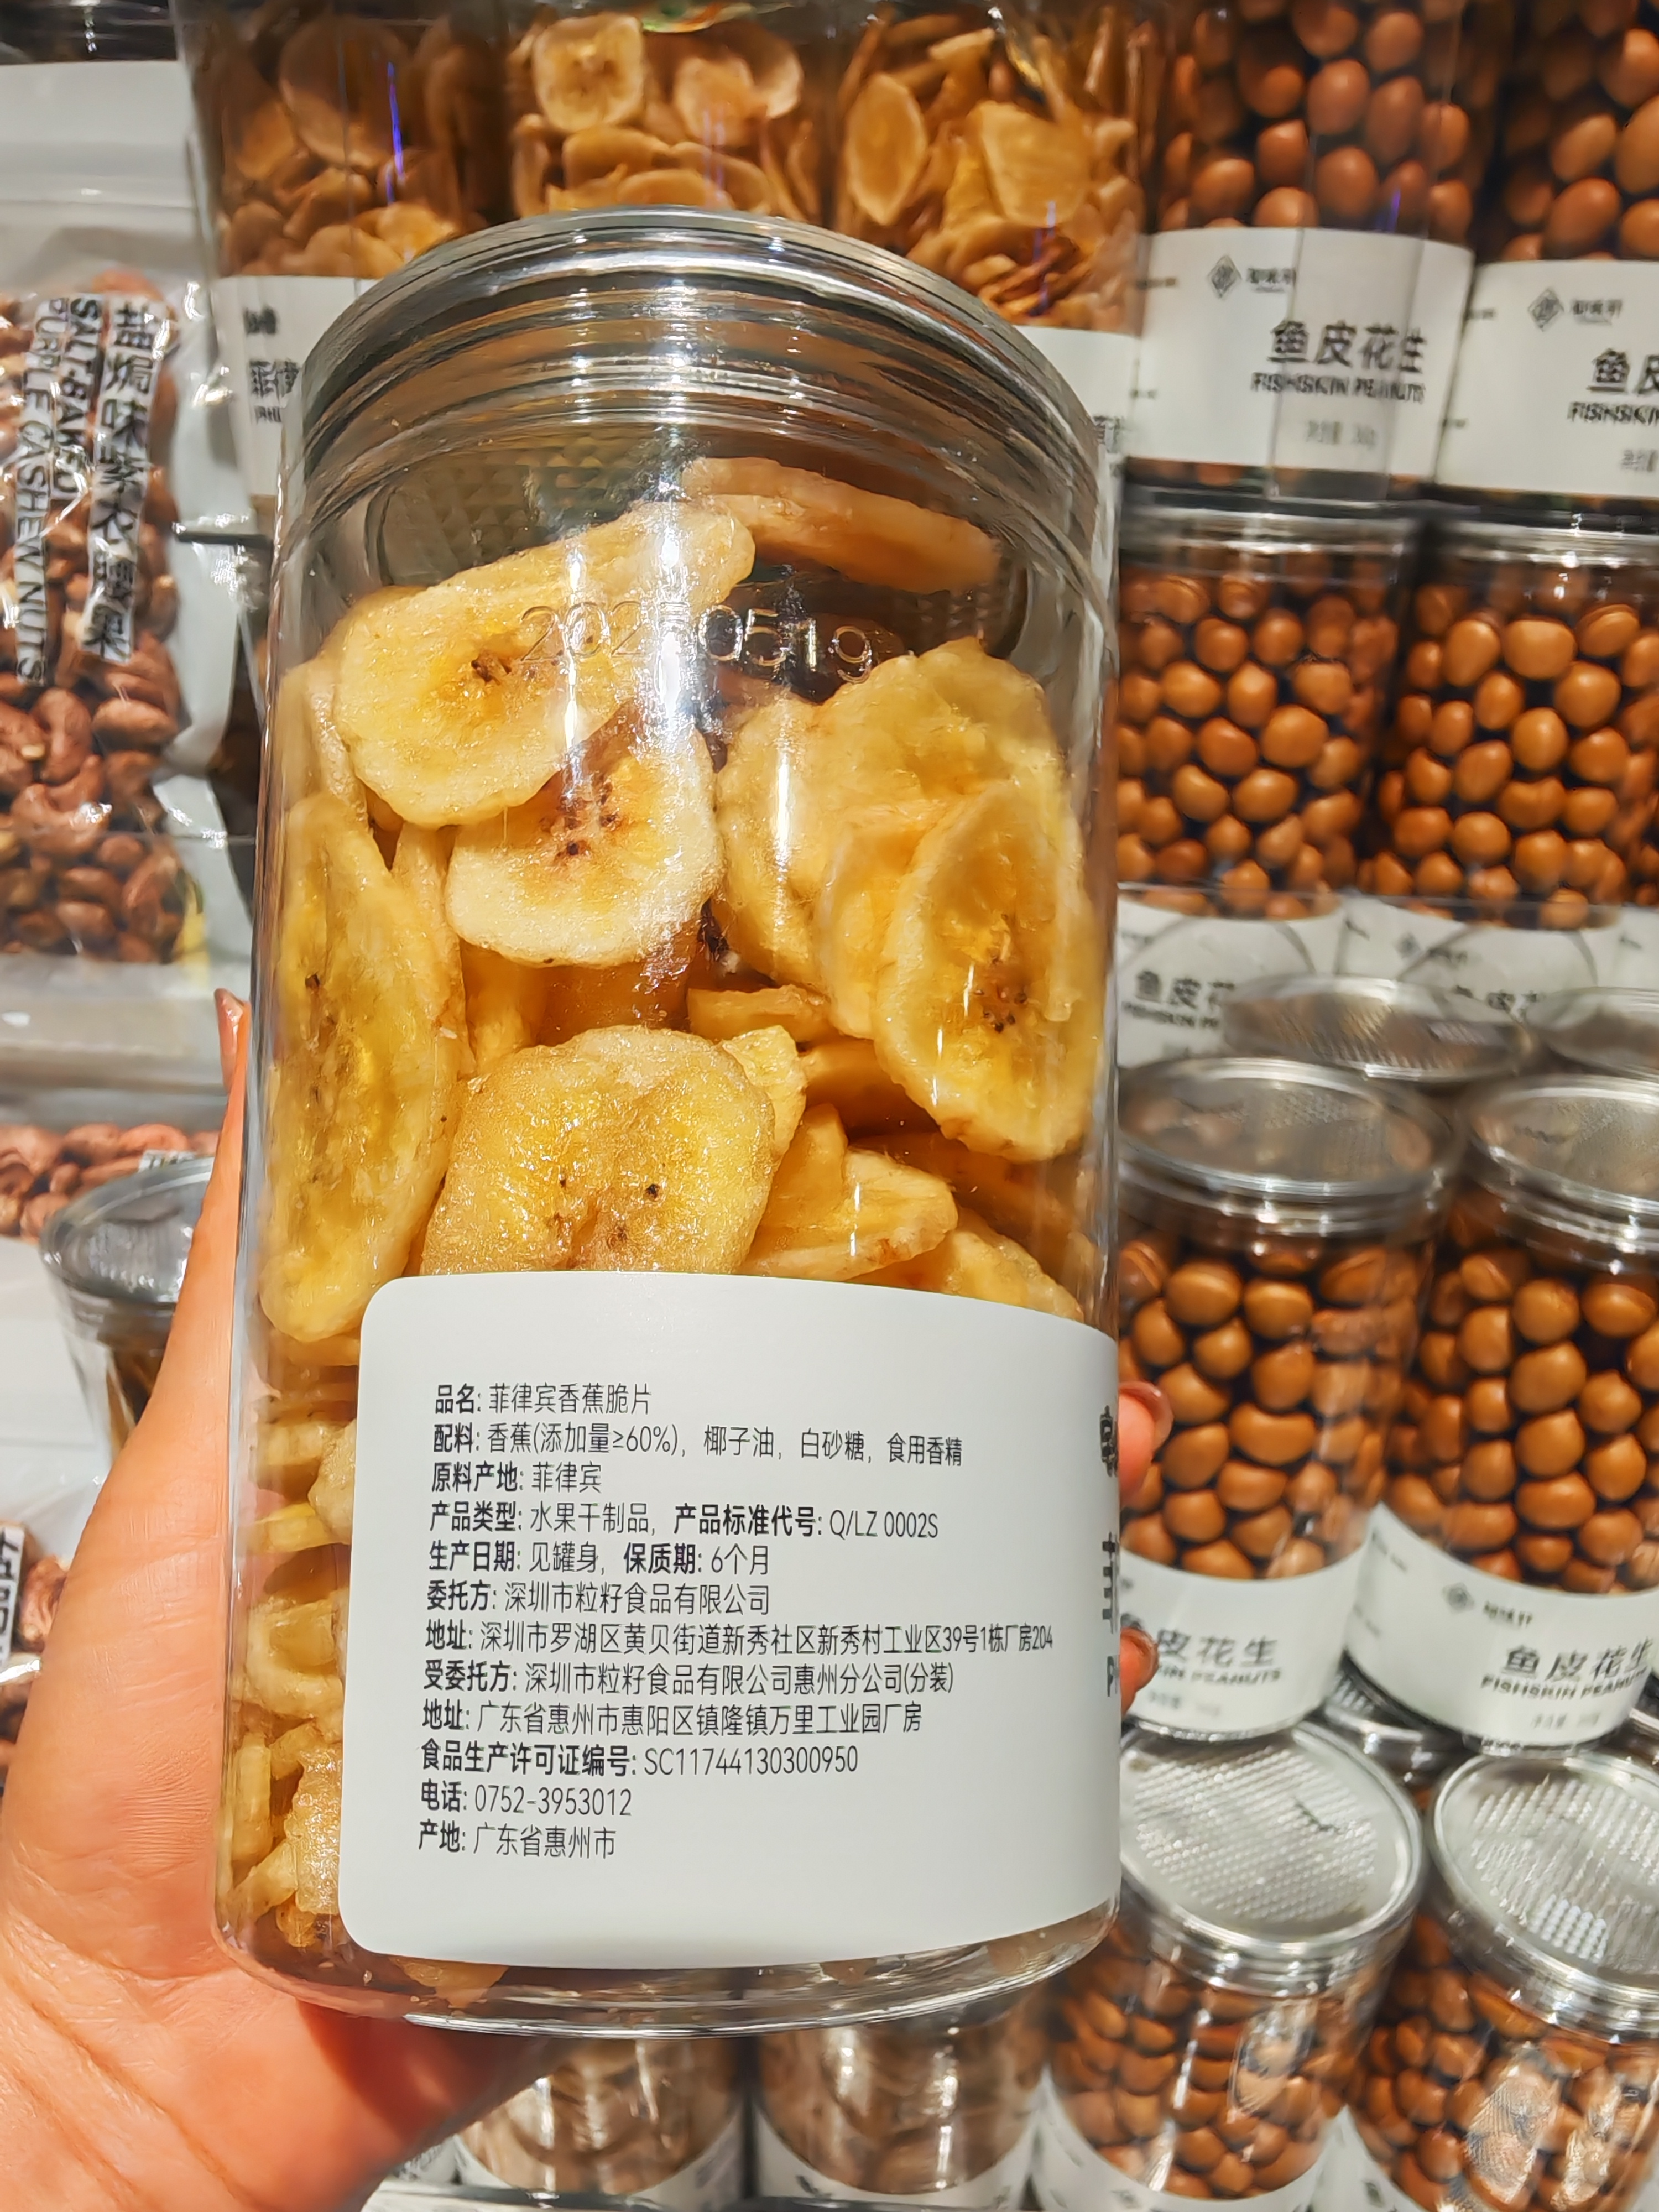 盐焗味紫衣腰果
SALT-BAKEON
PURPLE CASHEW NUTS
鱼皮花生
FISHSKIN PEANUTS
鱼皮
FISHSKIN
品名: 菲律宾香蕉脆片
配料: 香蕉(添加量≥60%)，椰子油，白砂糖，食用香精
原料产地: 菲律宾
产品类型: 水果干制品，产品标准代号: Q/LZ 0002S
生产日期: 见罐身，保质期: 6个月
委托方: 深圳市粒籽食品有限公司
地址: 深圳市罗湖区黄贝街道新秀社区新秀村工业区39号1栋厂房204
受委托方: 深圳市粒籽食品有限公司惠州分公司(分装)
地址: 广东省惠州市惠阳区镇隆镇万里工业园厂房
食品生产许可证编号: SC11744130300950
电话: 0752-3953012
产地: 广东省惠州市
鱼皮花
皮花生
PEANUTS
鱼皮花生
FISHSKIN PEANUTS